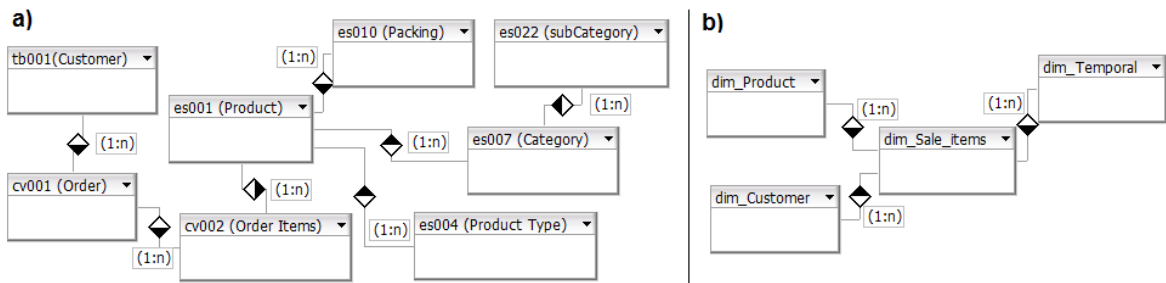 a)
es010 (Packing)
es022 (subCategory)
tb001(Customer)
(1:n)
es001 (Product)
(1:n)
(1:n)
(1:n)
es007 (Category)
cv001 (Order)
(1:n)
cv002 (Order Items)
es004 (Product Type)
(1:n)
(1:n)
b)
dim_Temporal
dim_Product
(1:n)
(1:n)
dim_Sale_items
dim_Customer
(1:n)